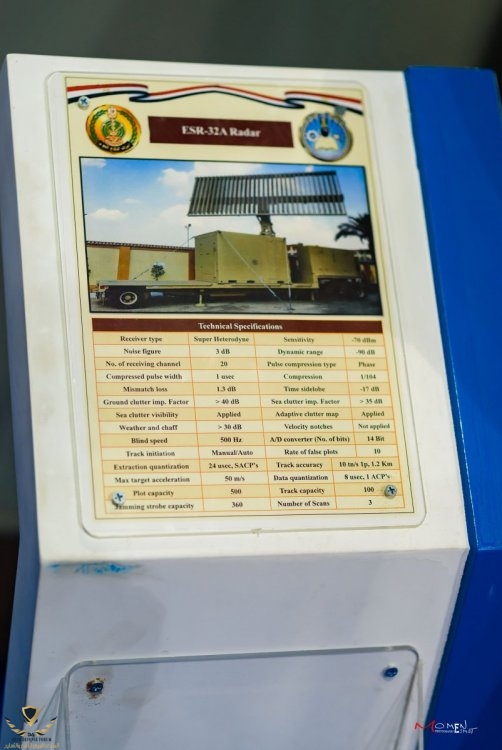 ESR-32A Radar
Technical Specifications
Receiver type Super Heterodyne Sensitivity -70 dBm
Noise figure 3 dB Dynamic range -90 dB
No. of receiving channel 20 Pulse compression type Phase
Compressed pulse width 1 usec Compression 1/104
Mismatch loss 1.3 dB Time sidelobe -17 dB
Ground clutter imp. Factor > 40 dB Sea clutter imp. Factor > 35 dB
Sea clutter visibility Applied Adaptive clutter map Applied
Weather and chaff > 30 dB Velocity notches Not applied
Blind speed 500 Hz A/D converter (No. of bits) 14 Bit
Track initiation Manual/Auto Rate of false plots 10
Extraction quantization 24 usec, SACP's Track accuracy 10 tn/s 1p, 1.2 Km
Max target acceleration 50 m/s Data quantization 8 usec, 1 ACP's
Plot capacity 500 Track capacity 100
Jamming strobe capacity 360 Number of Scans 3
MOMEN